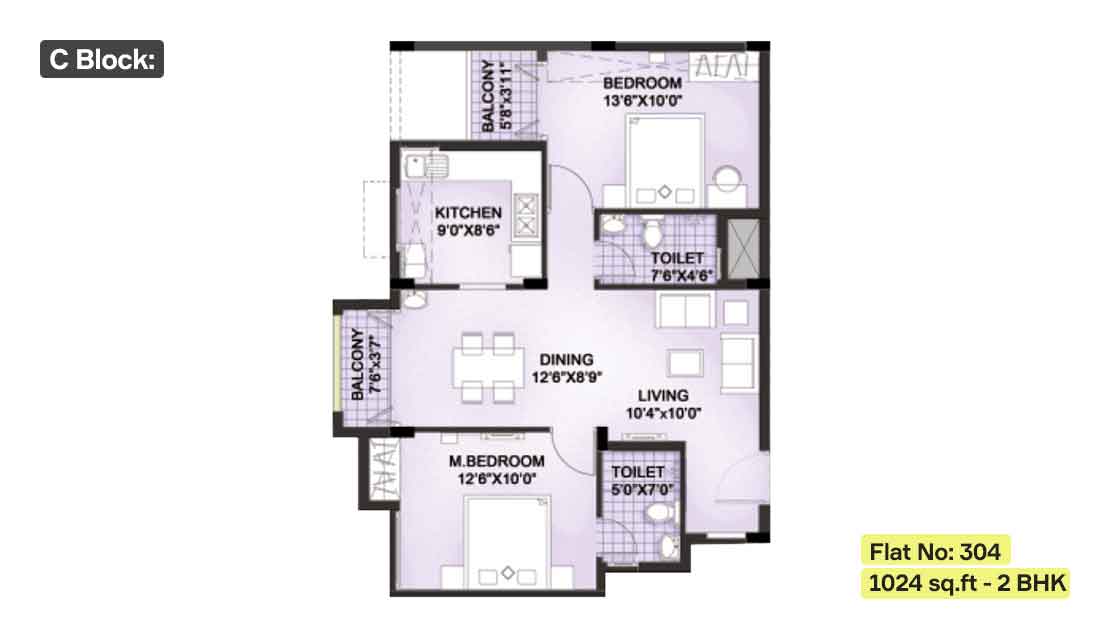 C Block:
BALCONY
5'8"x3'11"
BEDROOM
13'6"X10'0"
KITCHEN
9'0"X8'6"
TOILET
7'6"X4'6"
BALCONY
7'6"x3'7"
DINING
12'6"X8'9"
LIVING
10'4"x10'0"
M.BEDROOM
12'6"X10'0"
TOILET
5'0"X7'0"
Flat No: 304
1024 sq.ft - 2 BHK